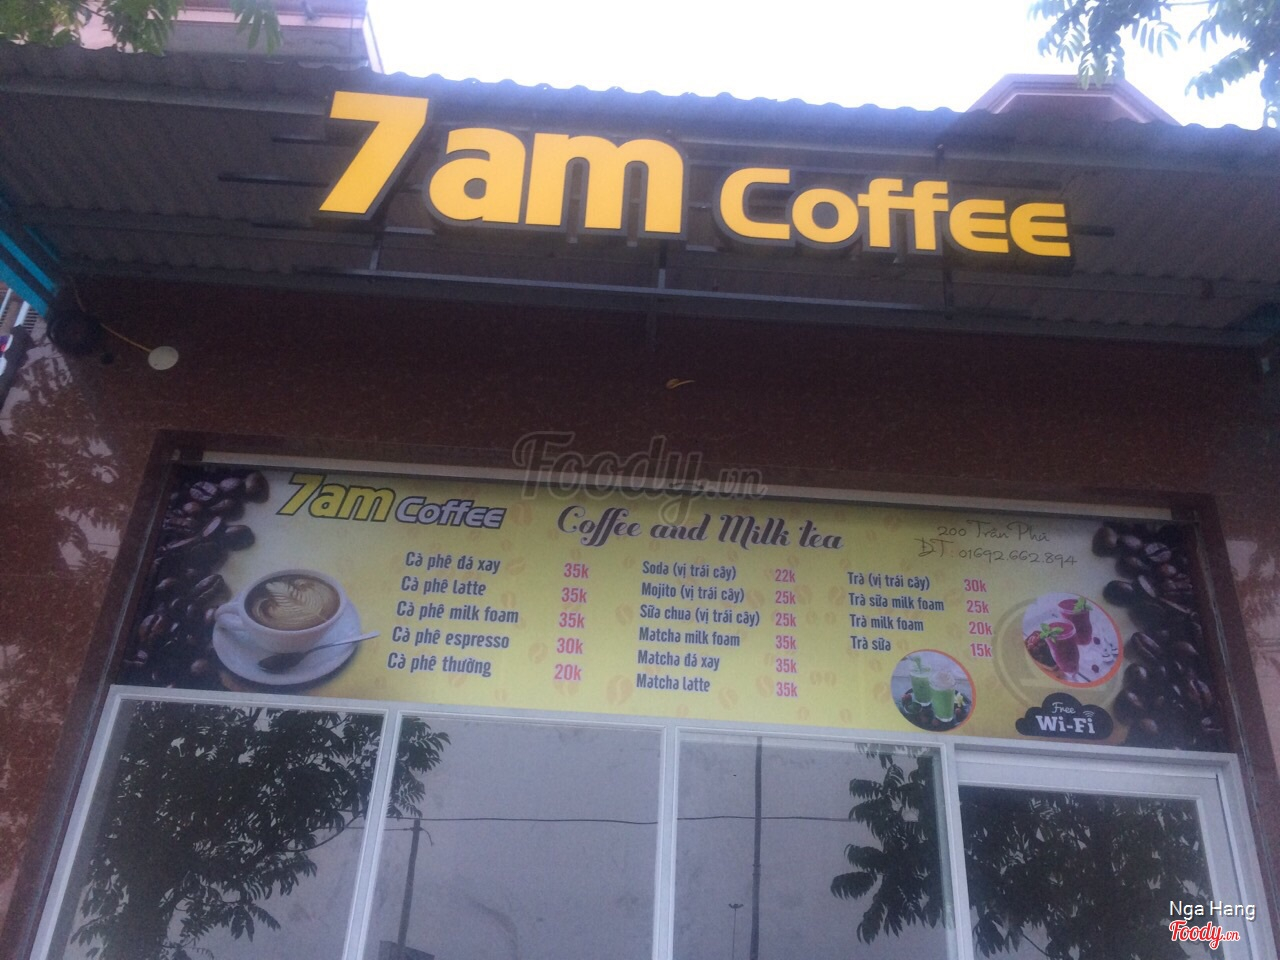 7am Coffee
Foody.vn
7am Coffee
Coffee and Milk tea
200 Trần Phú
ĐT: 01692.662.894
Cà phê đá xay 35k
Cà phê latte 35k
Cà phê milk foam 35k
Cà phê espresso 30k
Cà phê thường 20k
Soda (vị trái cây) 22k
Mojito (vị trái cây) 25k
Sữa chua (vị trái cây) 25k
Matcha milk foam 35k
Matcha đá xay 35k
Matcha latte 35k
Trà (vị trái cây) 30k
Trà sữa milk foam 25k
Trà milk foam 20k
Trà sữa 15k
Free
Wi-Fi
Nga Hang
Foody.vn